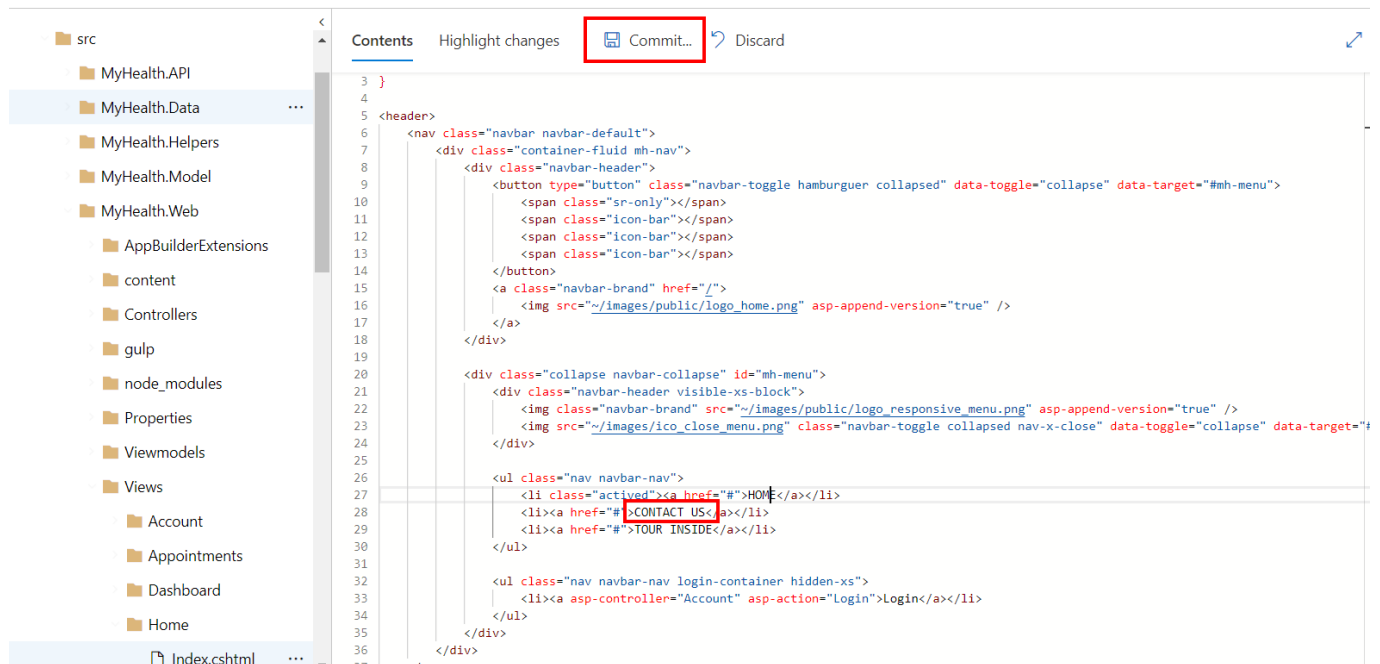 src
MyHealth.API
MyHealth.Data ...
MyHealth.Helpers
MyHealth.Model
MyHealth.Web
AppBuilderExtensions
content
Controllers
gulp
node_modules
Properties
Viewmodels
Views
Account
Appointments
Dashboard
Home
Index.cshtml ...
Contents Highlight changes Commit... Discard
3 }
4
5 <header>
6 <nav class="navbar navbar-default">
7 <div class="container-fluid mh-nav">
8 <div class="navbar-header">
9 <button type="button" class="navbar-toggle hamburguer collapsed" data-toggle="collapse" data-target="#mh-menu">
10 <span class="sr-only"></span>
11 <span class="icon-bar"></span>
12 <span class="icon-bar"></span>
13 <span class="icon-bar"></span>
14 </button>
15 <a class="navbar-brand" href="/">
16 <img src="~/images/public/logo_home.png" asp-append-version="true" />
17 </a>
18 </div>
19
20 <div class="collapse navbar-collapse" id="mh-menu">
21 <div class="navbar-header visible-xs-block">
22 <img class="navbar-brand" src="~/images/public/logo_responsive_menu.png" asp-append-version="true" />
23 <img src="~/images/ico_close_menu.png" class="navbar-toggle collapsed nav-x-close" data-toggle="collapse" data-target="#
24 </div>
25
26 <ul class="nav navbar-nav">
27 <li class="actived"><a href="#">HOME</a></li>
28 <li><a href="#">CONTACT US</a></li>
29 <li><a href="#">TOUR INSIDE</a></li>
30 </ul>
31
32 <ul class="nav navbar-nav login-container hidden-xs">
33 <li><a asp-controller="Account" asp-action="Login">Login</a></li>
34 </ul>
35 </div>
36 </div>